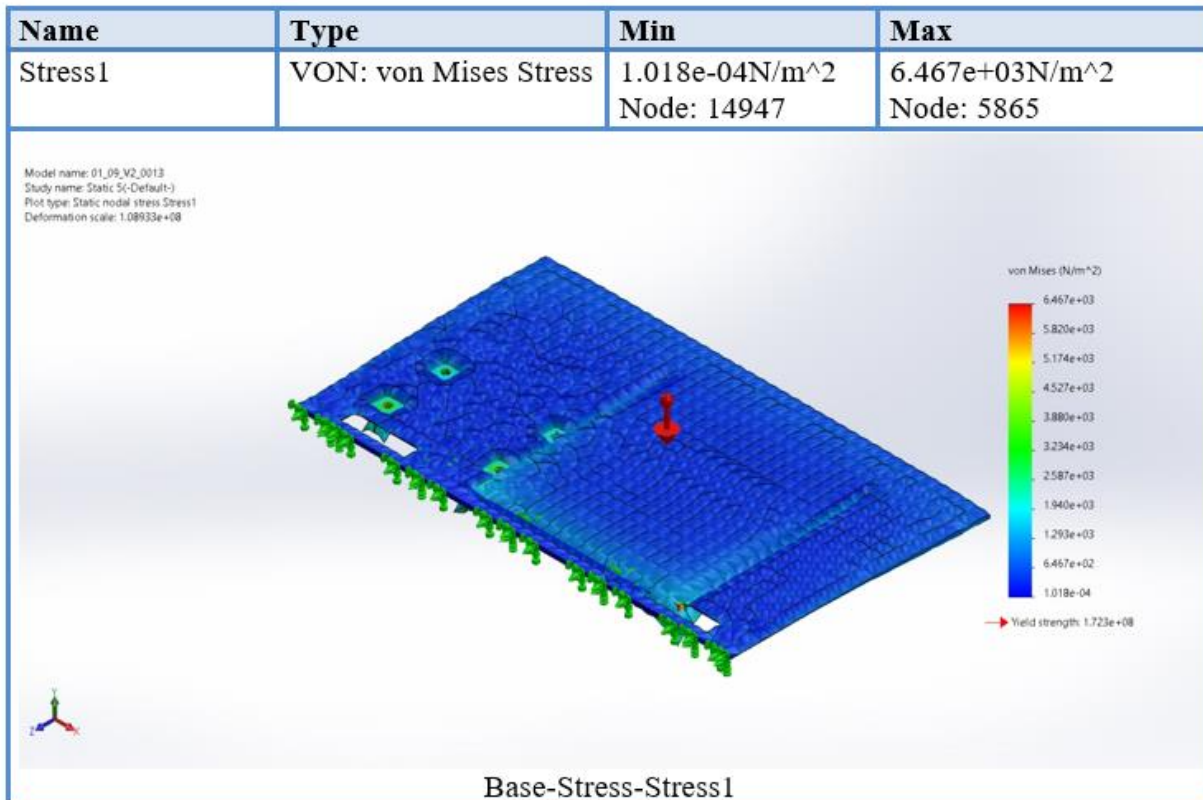 Name Type Min Max
Stress1 VON: von Mises Stress 1.018e-04N/m^2 6.467e+03N/m^2
Node: 14947 Node: 5865
Model name: 01_09_V2_0013
Study name: Static 5(-Default-)
Plot type: Static nodal stress Stress1
Deformation scale: 1.08933e+08
von Mises (N/m^2)
6.467e+03
5.820e+03
5.174e+03
4.527e+03
3.880e+03
3.234e+03
2.587e+03
1.940e+03
1.293e+03
6.467e+02
1.018e-04
Yield strength: 1.723e+08
Y
Z X
Base-Stress-Stress1